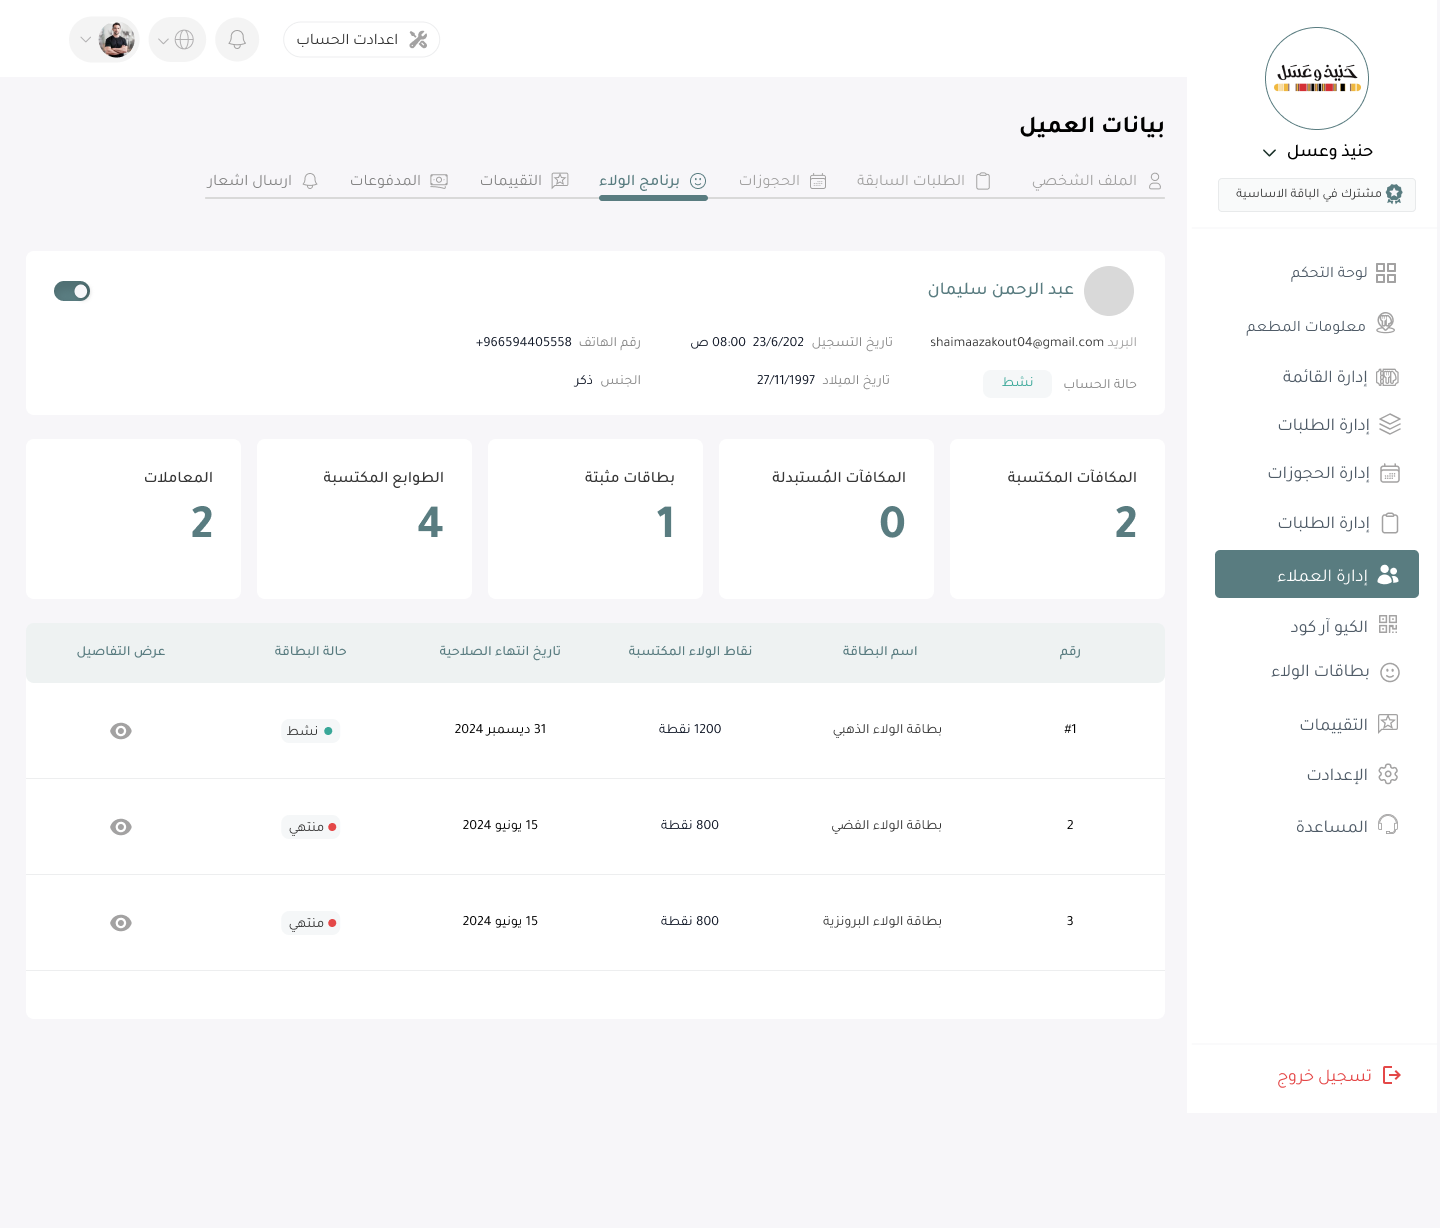 اعدادت الحساب
حنيذ وعسل
حنيذ وعسل
مشترك في الباقة الاساسية
لوحة التحكم
معلومات المطعم
إدارة القائمة
إدارة الطلبات
إدارة الحجوزات
إدارة الطلبات
إدارة العملاء
الكيو آر كود
بطاقات الولاء
التقييمات
الإعدادت
المساعدة
تسجيل خروج
بيانات العميل
الملف الشخصي الطلبات السابقة الحجوزات برنامج الولاء التقييمات المدفوعات ارسال اشعار
عبد الرحمن سليمان
البريد shaimaazakout04@gmail.com تاريخ التسجيل 23/6/202 08:00 ص رقم الهاتف +966594405558
حالة الحساب نشط تاريخ الميلاد 27/11/1997 الجنس ذكر
المكافآت المكتسبة المكافآت المُستبدلة بطاقات مثبتة الطوابع المكتسبة المعاملات
2 0 1 4 2
رقم اسم البطاقة نقاط الولاء المكتسبة تاريخ انتهاء الصلاحية حالة البطاقة عرض التفاصيل
#1 بطاقة الولاء الذهبي 1200 نقطة 31 ديسمبر 2024 نشط
2 بطاقة الولاء الفضي 800 نقطة 15 يونيو 2024 منتهي
3 بطاقة الولاء البرونزية 800 نقطة 15 يونيو 2024 منتهي